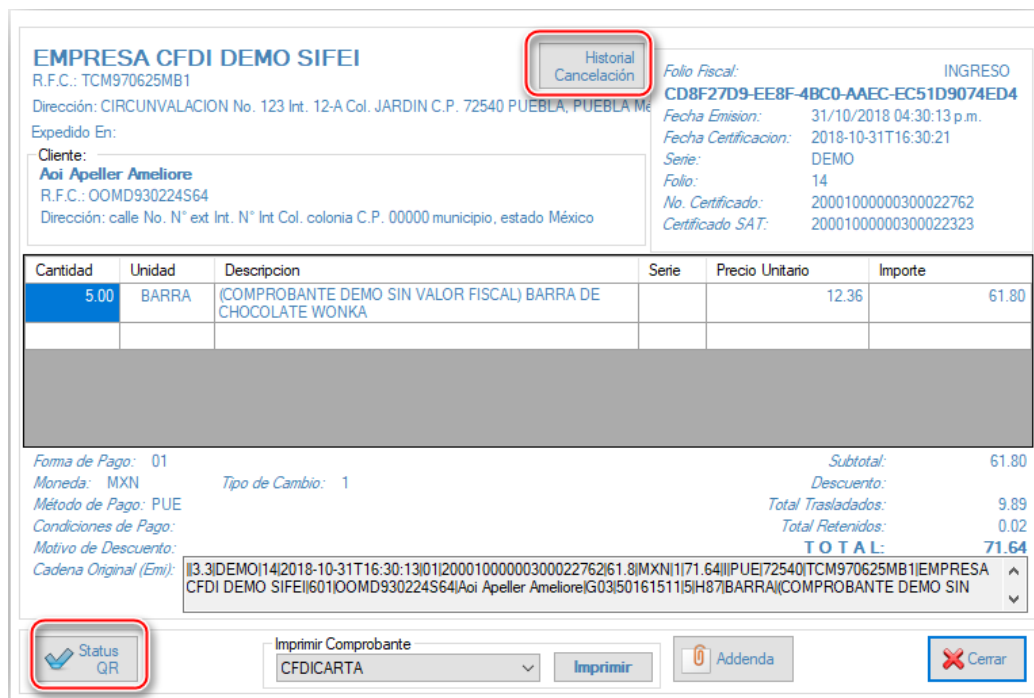 EMPRESA CFDI DEMO SIFEI
R.F.C.: TCM970625MB1
Dirección: CIRCUNVALACION No. 123 Int. 12-A Col. JARDIN C.P. 72540 PUEBLA, PUEBLA Mé
Expedido En:
Historial
Cancelación
Folio Fiscal: INGRESO
CD8F27D9-EE8F-4BC0-AAEC-EC51D9074ED4
Fecha Emision: 31/10/2018 04:30:13 p.m.
Fecha Certificacion: 2018-10-31T16:30:21
Serie: DEMO
Folio: 14
No. Certificado: 20001000000300022762
Certificado SAT: 20001000000300022323
Cliente:
Aoi Apeller Ameliore
R.F.C.: OOMD930224S64
Dirección: calle No. N° ext Int. N° Int Col. colonia C.P. 00000 municipio, estado México
Cantidad Unidad Descripcion Serie Precio Unitario Importe
5.00 BARRA (COMPROBANTE DEMO SIN VALOR FISCAL) BARRA DE 12.36 61.80
CHOCOLATE WONKA
Forma de Pago: 01 Subtotal: 61.80
Moneda: MXN Tipo de Cambio: 1 Descuento:
Método de Pago: PUE Total Trasladados: 9.89
Condiciones de Pago: Total Retenidos: 0.02
Motivo de Descuento: TOTAL: 71.64
Cadena Original (Emi): ||3.3|DEMO|14|2018-10-31T16:30:13|01|20001000000300022762|61.8|MXN|1|71.64|I|PUE|72540|TCM970625MB1|EMPRESA
CFDI DEMO SIFEI|601|OOMD930224S64|Aoi Apeller Ameliore|G03|50161511|5|H87|BARRA|(COMPROBANTE DEMO SIN
Status
QR
Imprimir Comprobante
CFDICARTA
Imprimir
Addenda
Cerrar